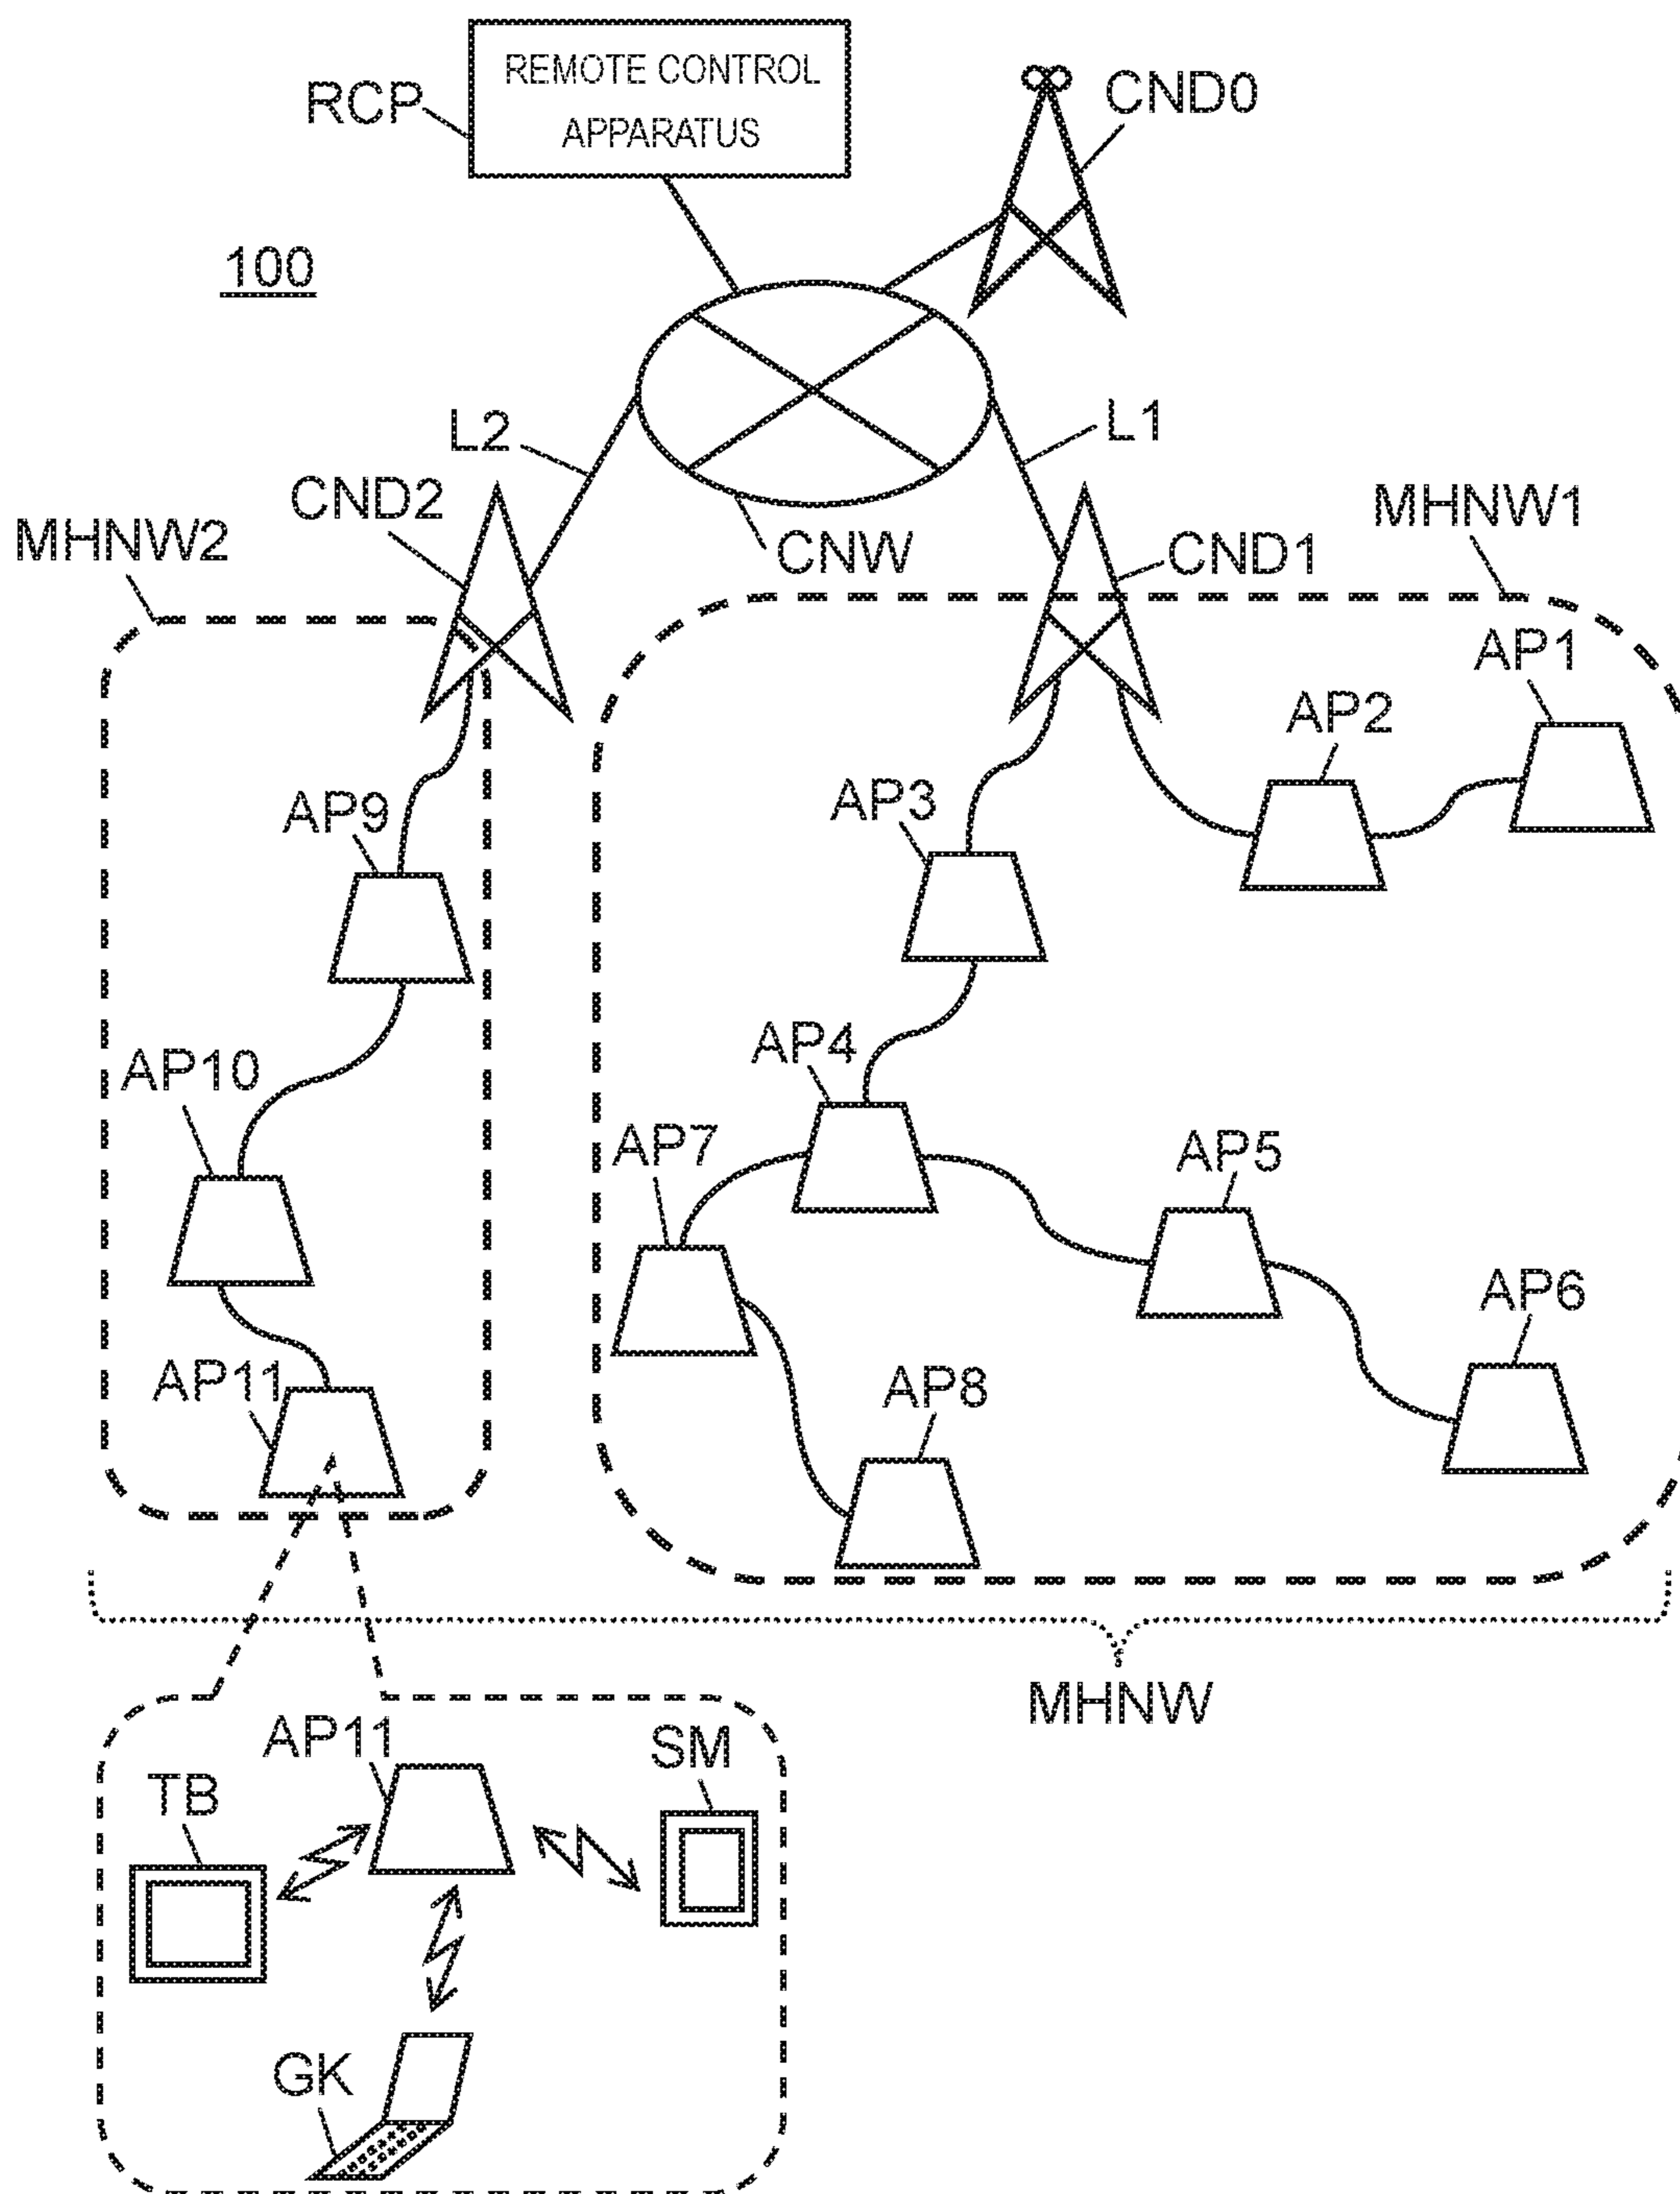 REMOTE CONTROL
APPARATUS
RCP
CND0
100
L2
L1
CND2
MHNW1
MHNW2
CNW
CND1
AP1
AP2
AP3
AP9
AP4
AP10
AP7
AP5
AP6
AP11
AP8
MHNW
AP11
SM
TB
GK